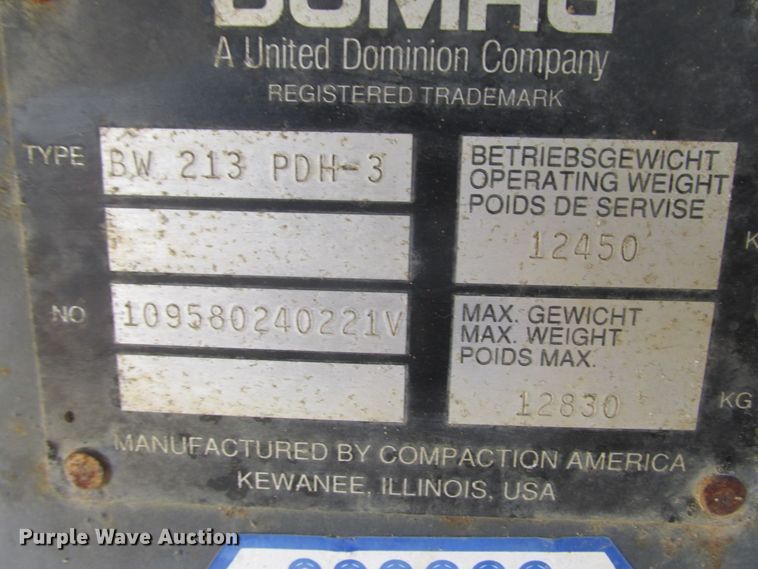 BOMAG
A United Dominion Company
REGISTERED TRADEMARK
TYPE BW 213 PDH-3
BETRIEBSGEWICHT
OPERATING WEIGHT
POIDS DE SERVISE
12450 K
NO 109580240221V
MAX. GEWICHT
MAX. WEIGHT
POIDS MAX.
12830 KG
MANUFACTURED BY COMPACTION AMERICA
KEWANEE, ILLINOIS, USA
Purple Wave Auction